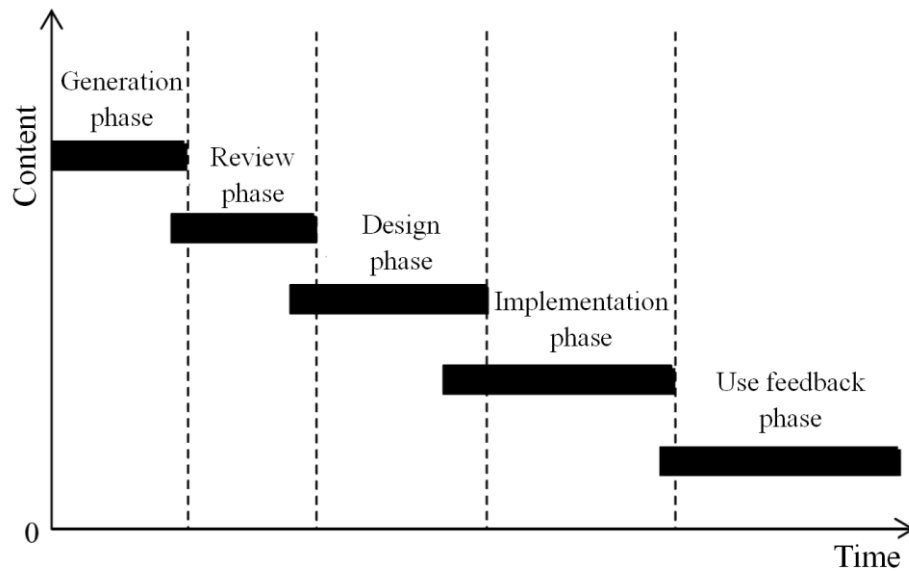 Content
Generation
phase
Review
phase
Design
phase
Implementation
phase
Use feedback
phase
0
Time